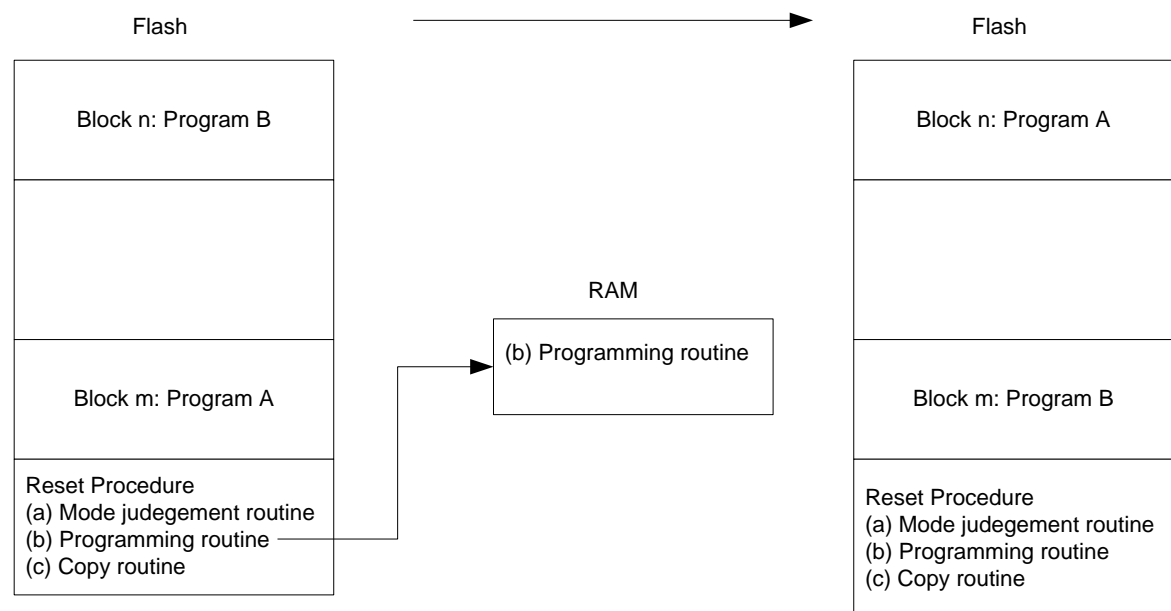 Flash
Block n: Program B
Block m: Program A
Reset Procedure
(a) Mode judegement routine
(b) Programming routine
(c) Copy routine
RAM
(b) Programming routine
Flash
Block n: Program A
Block m: Program B
Reset Procedure
(a) Mode judegement routine
(b) Programming routine
(c) Copy routine